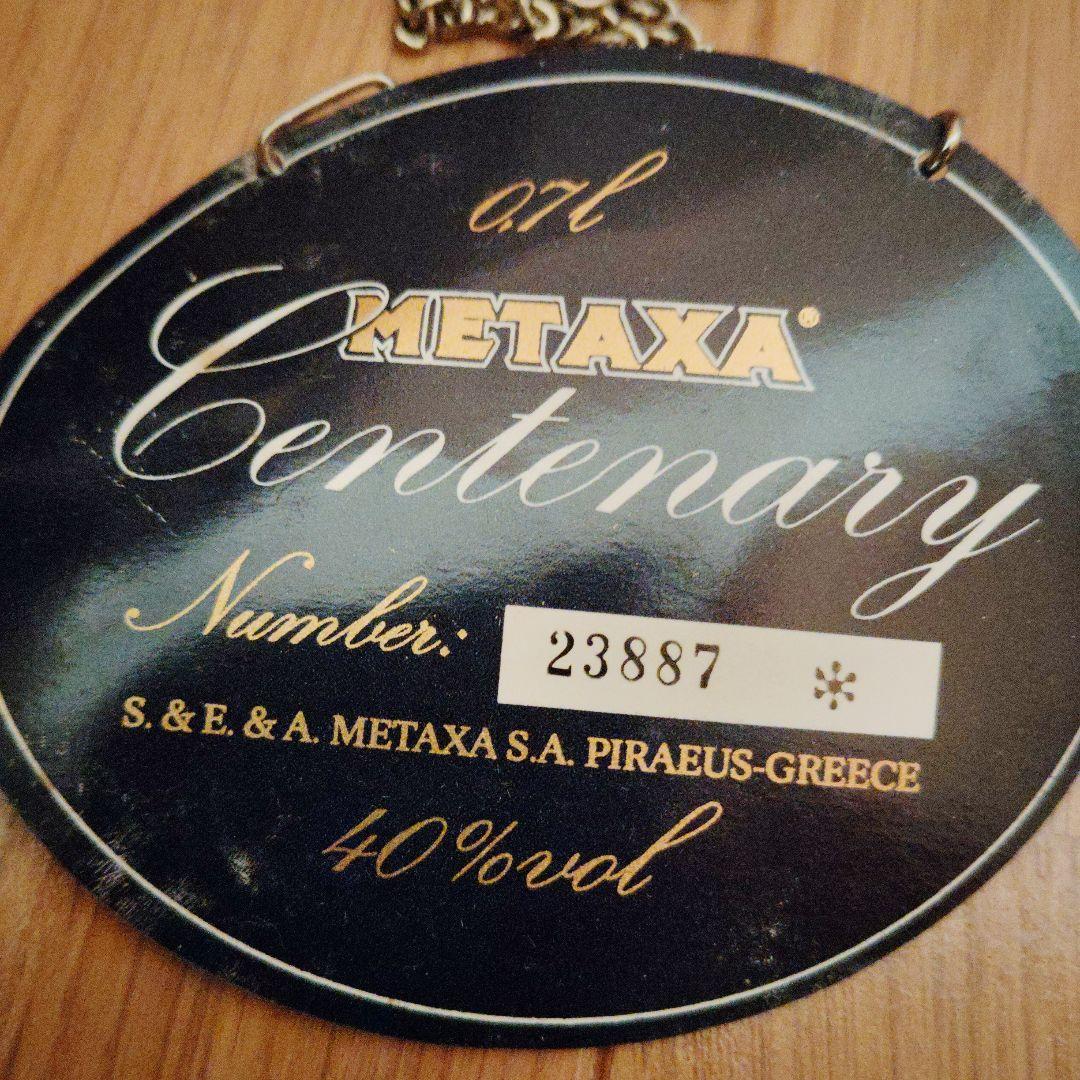 0.7l
METAXA®
Centenary
Number: 23887 *
S. & E. & A. METAXA S.A. PIRAEUS-GREECE
40%vol